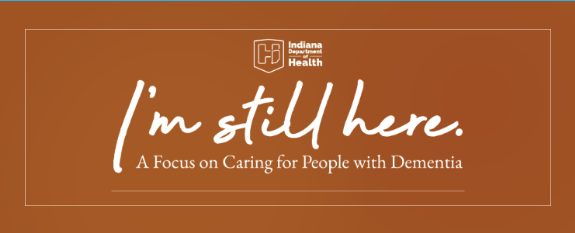 Indiana
Department
of
Health
I'm still here.
A Focus on Caring for People with Dementia